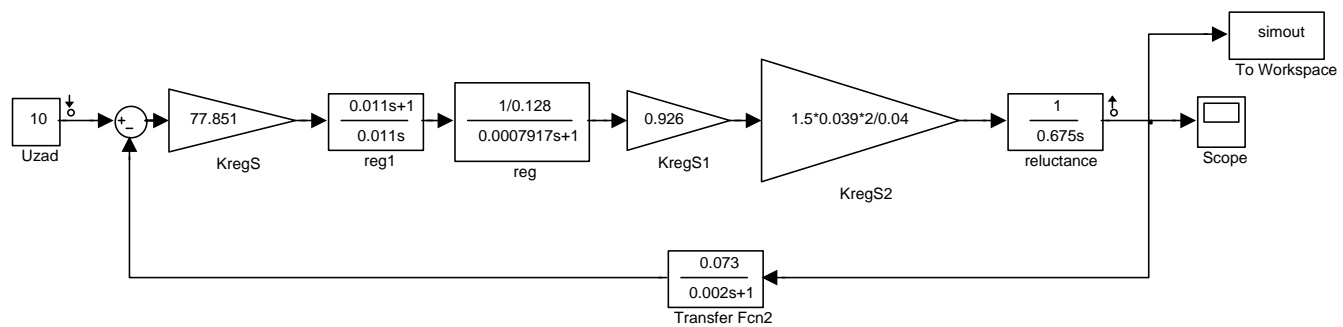 simout
To Workspace
10
Uzad
+
−
77.851
KregS
0.011s+1
0.011s
reg1
1/0.128
0.0007917s+1
reg
0.926
KregS1
1.5*0.039*2/0.04
KregS2
1
0.675s
reluctance
Scope
0.073
0.002s+1
Transfer Fcn2